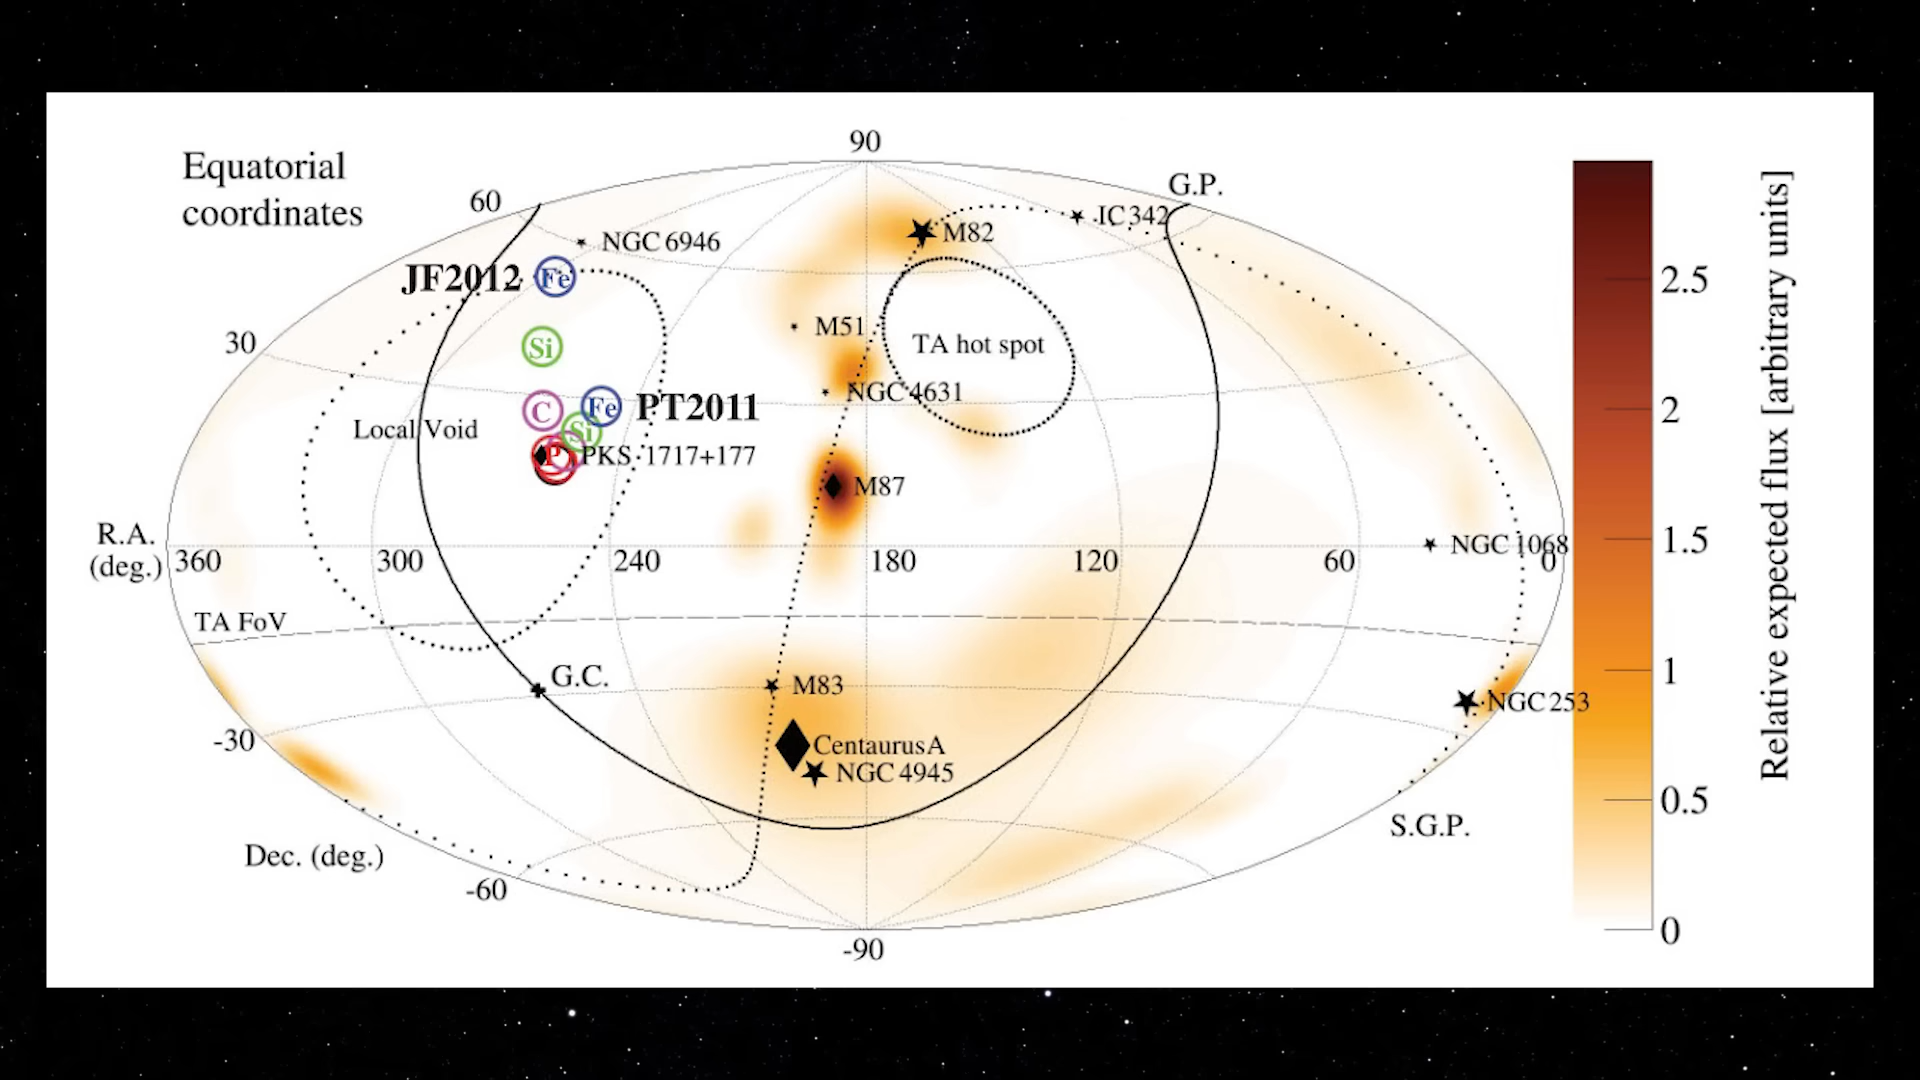 90
Equatorial
coordinates
G.P.
60
IC 342
M82
NGC 6946
JF2012
Fe
M51
30
Si
TA hot spot
NGC 4631
C
Fe
PT2011
Local Void
Si
P
PKS 1717+177
M87
R.A.
(deg.)
360
300
240
180
120
60
0
NGC 1068
TA FoV
G.C.
M83
NGC 253
-30
Centaurus A
NGC 4945
S.G.P.
Dec. (deg.)
-60
-90
2.5
2
1.5
1
0.5
0
Relative expected flux [arbitrary units]